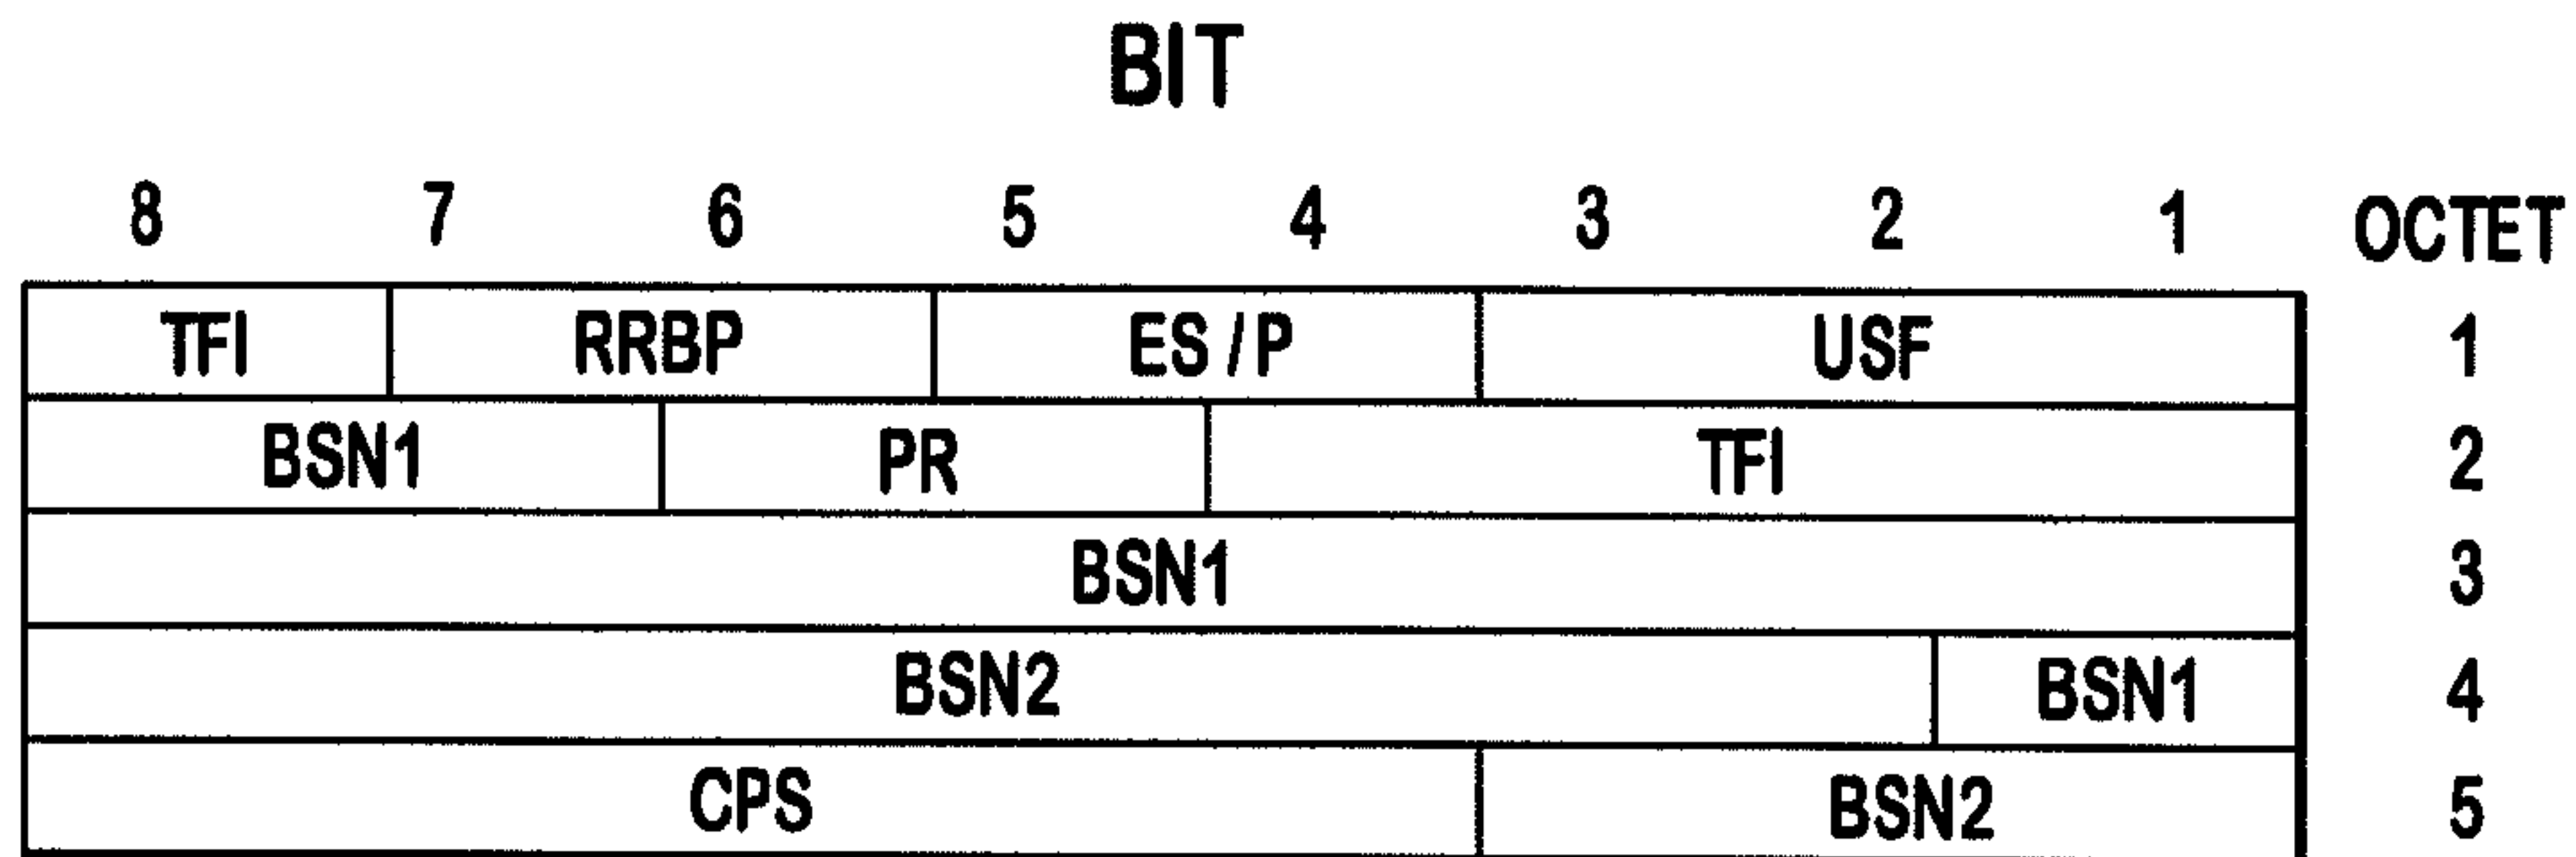 BIT
8 7 6 5 4 3 2 1 OCTET
TFI RRBP ES / P USF 1
BSN1 PR TFI 2
BSN1 3
BSN2 BSN1 4
CPS BSN2 5